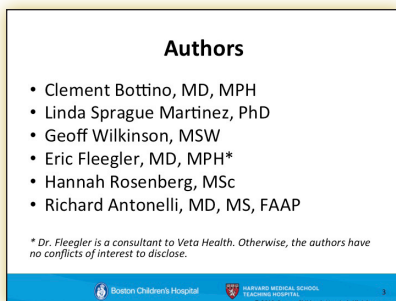 Authors
• Clement Bottino, MD, MPH
• Linda Sprague Martinez, PhD
• Geoff Wilkinson, MSW
• Eric Fleegler, MD, MPH*
• Hannah Rosenberg, MSc
• Richard Antonelli, MD, MS, FAAP
* Dr. Fleegler is a consultant to Veta Health. Otherwise, the authors have
no conflicts of interest to disclose.
Boston Children's Hospital
HARVARD MEDICAL SCHOOL
TEACHING HOSPITAL
3